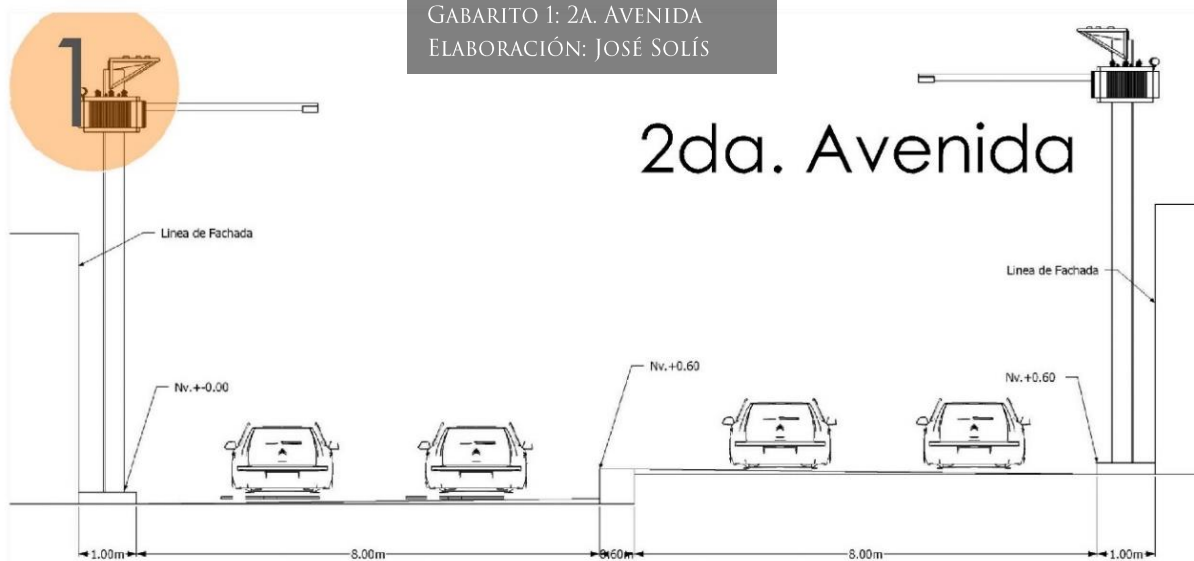 GABARITO 1: 2A. AVENIDA
ELABORACIÓN: JOSÉ SOLÍS
2da. Avenida
Linea de Fachada
Linea de Fachada
Nv.+-0.00
Nv.+0.60
Nv.+0.60
1.00m
8.00m
0.60m
8.00m
1.00m